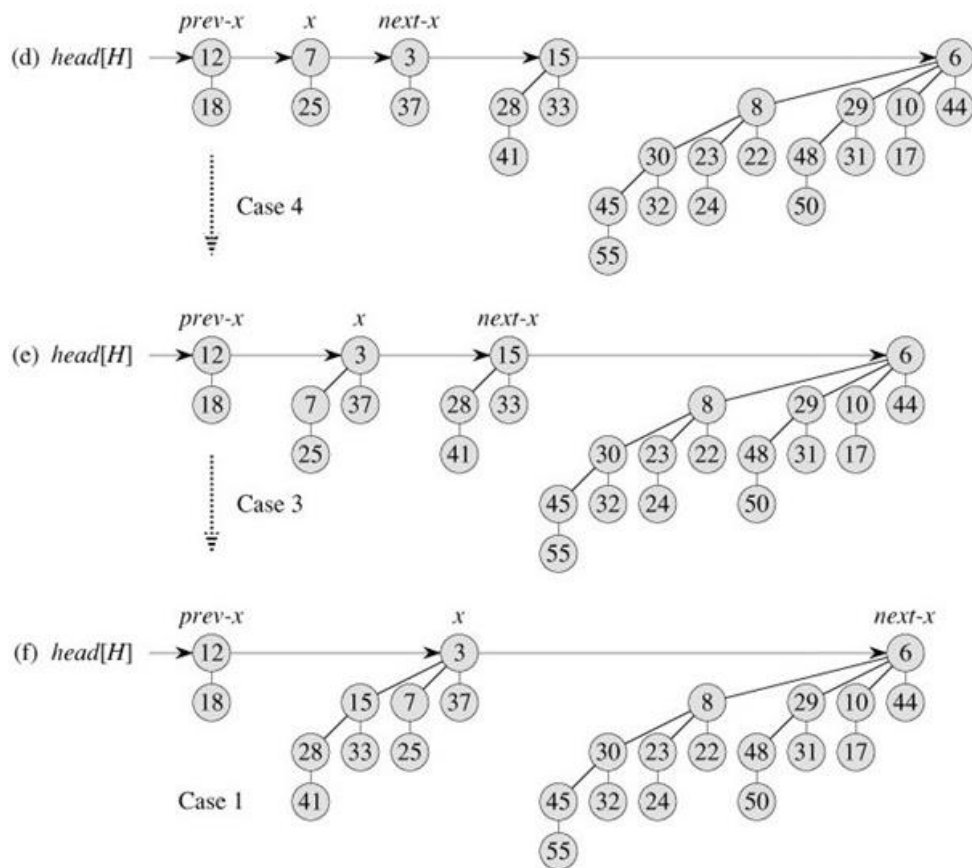 prev-x x next-x
(d) head[H] 12 7 3 15 6
18 25 37 28 33 8 29 10 44
41 30 23 22 48 31 17
Case 4 45 32 24 50
55
prev-x x next-x
(e) head[H] 12 3 15 6
18 7 37 28 33 8 29 10 44
25 41 30 23 22 48 31 17
Case 3 45 32 24 50
55
prev-x x next-x
(f) head[H] 12 3 6
18 15 7 37 8 29 10 44
28 33 25 30 23 22 48 31 17
41 Case 1 45 32 24 50
55